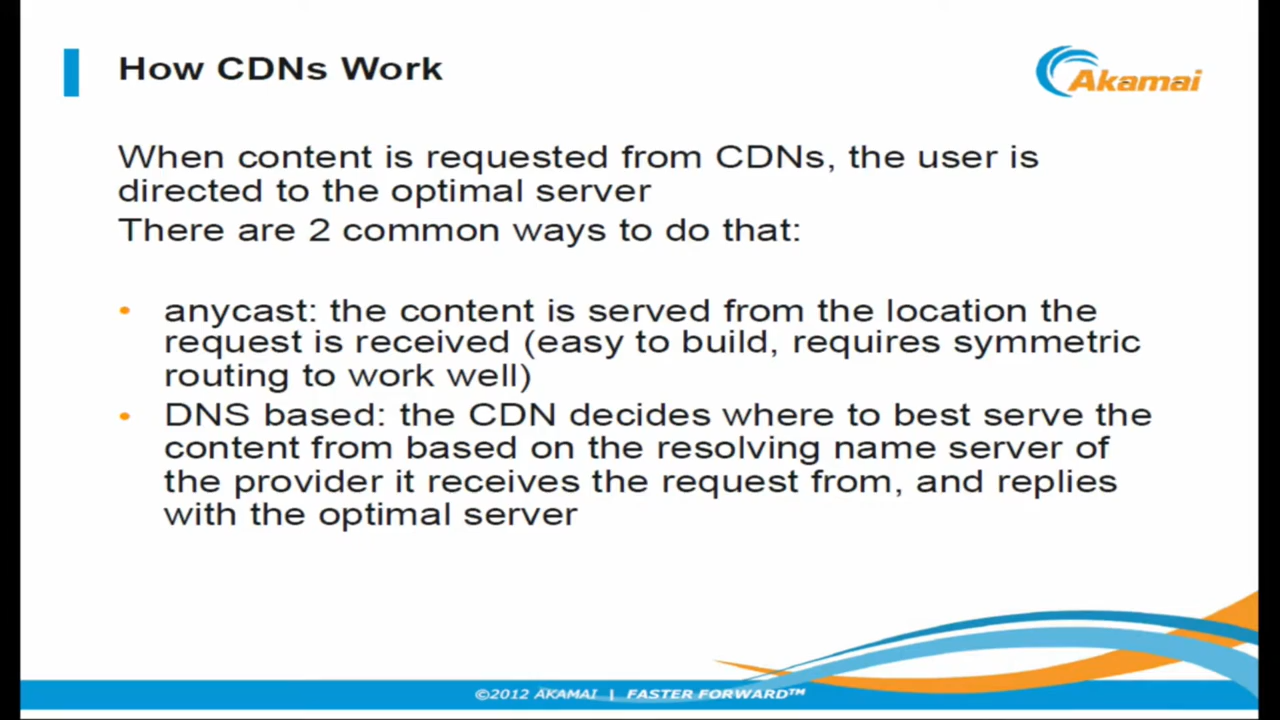 How CDNs Work
Akamai
When content is requested from CDNs, the user is
directed to the optimal server
There are 2 common ways to do that:
• anycast: the content is served from the location the
request is received (easy to build, requires symmetric
routing to work well)
• DNS based: the CDN decides where to best serve the
content from based on the resolving name server of
the provider it receives the request from, and replies
with the optimal server
©2012 AKAMAI | FASTER FORWARD™